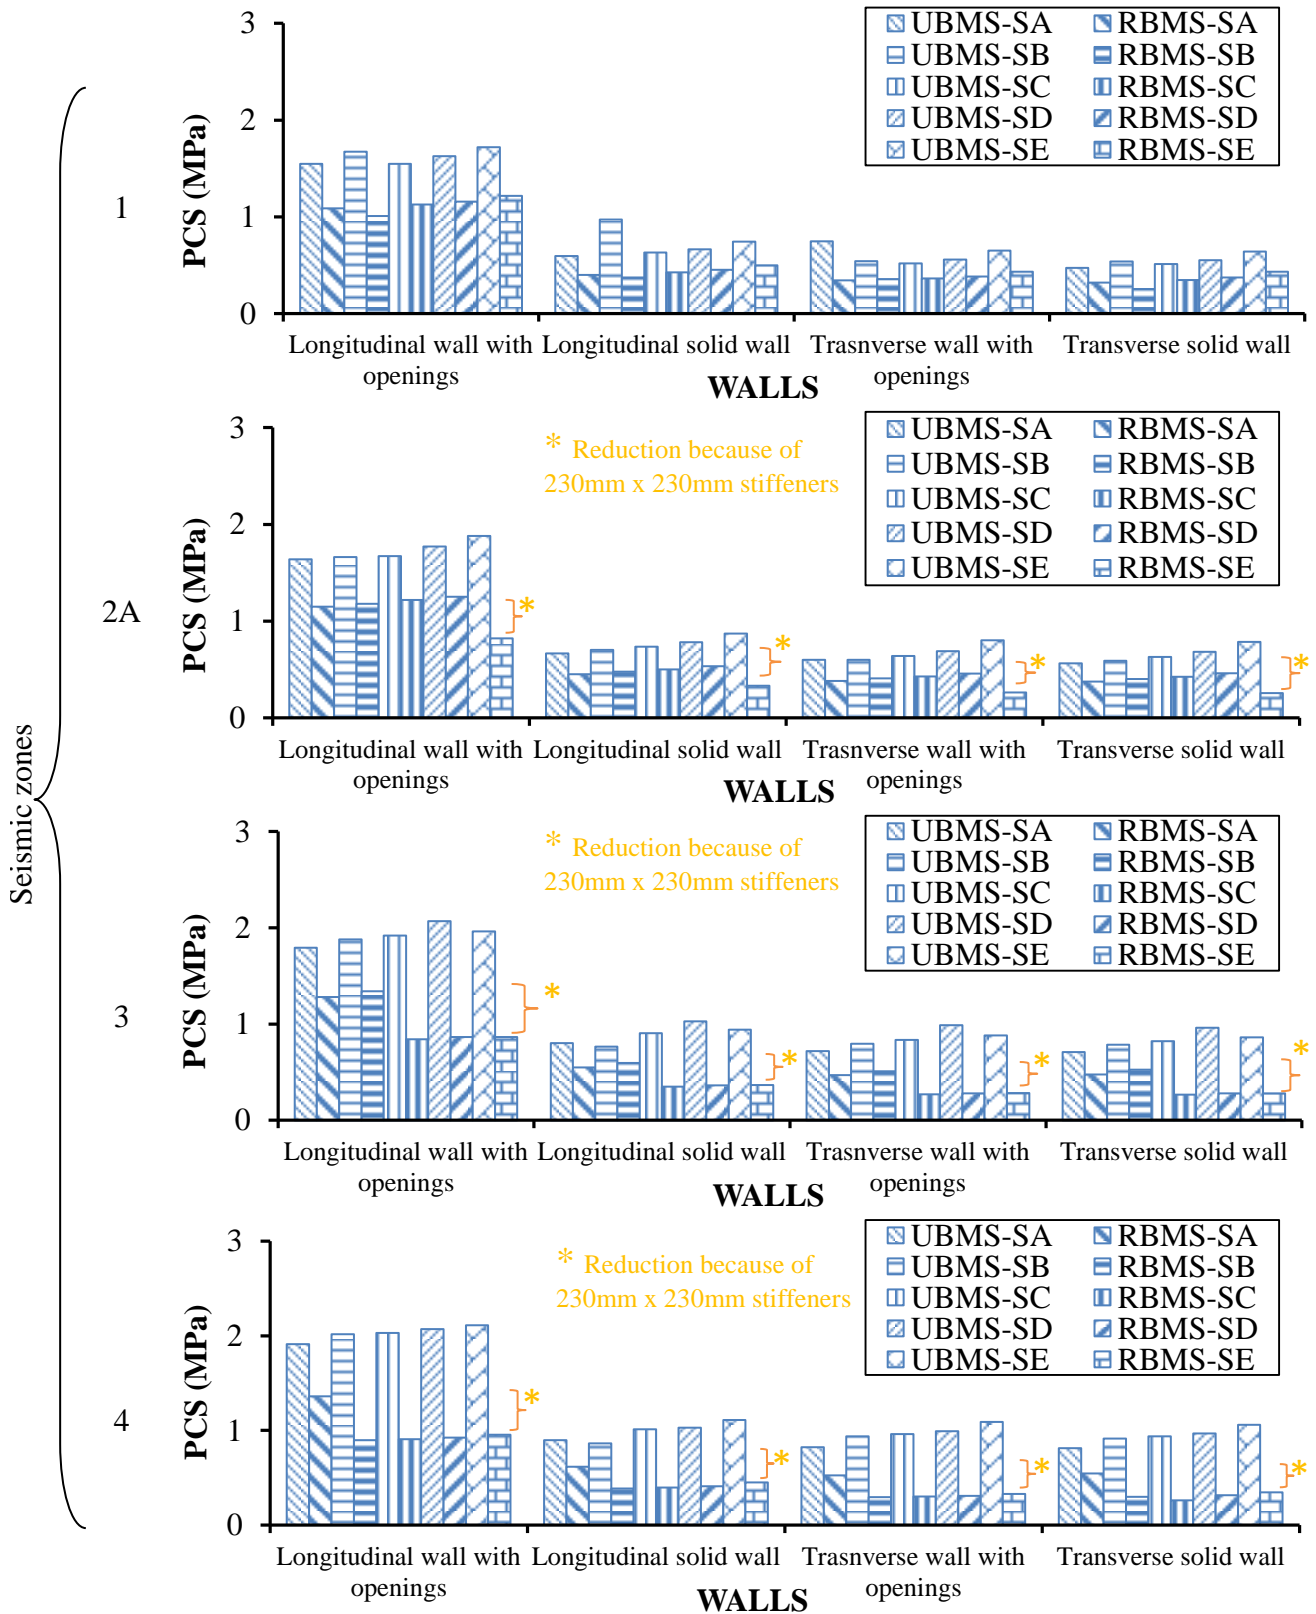 Seismic zones
1
PCS (MPa)
3
2
1
0
UBMS-SA RBMS-SA
UBMS-SB RBMS-SB
UBMS-SC RBMS-SC
UBMS-SD RBMS-SD
UBMS-SE RBMS-SE
Longitudinal wall with openings
Longitudinal solid wall
Trasnverse wall with openings
Transverse solid wall
WALLS
2A
PCS (MPa)
3
2
1
0
* Reduction because of
230mm x 230mm stiffeners
UBMS-SA RBMS-SA
UBMS-SB RBMS-SB
UBMS-SC RBMS-SC
UBMS-SD RBMS-SD
UBMS-SE RBMS-SE
*
*
*
*
Longitudinal wall with openings
Longitudinal solid wall
Trasnverse wall with openings
Transverse solid wall
WALLS
3
PCS (MPa)
3
2
1
0
* Reduction because of
230mm x 230mm stiffeners
UBMS-SA RBMS-SA
UBMS-SB RBMS-SB
UBMS-SC RBMS-SC
UBMS-SD RBMS-SD
UBMS-SE RBMS-SE
*
*
*
*
Longitudinal wall with openings
Longitudinal solid wall
Trasnverse wall with openings
Transverse solid wall
WALLS
4
PCS (MPa)
3
2
1
0
* Reduction because of
230mm x 230mm stiffeners
UBMS-SA RBMS-SA
UBMS-SB RBMS-SB
UBMS-SC RBMS-SC
UBMS-SD RBMS-SD
UBMS-SE RBMS-SE
*
*
*
*
Longitudinal wall with openings
Longitudinal solid wall
Trasnverse wall with openings
Transverse solid wall
WALLS